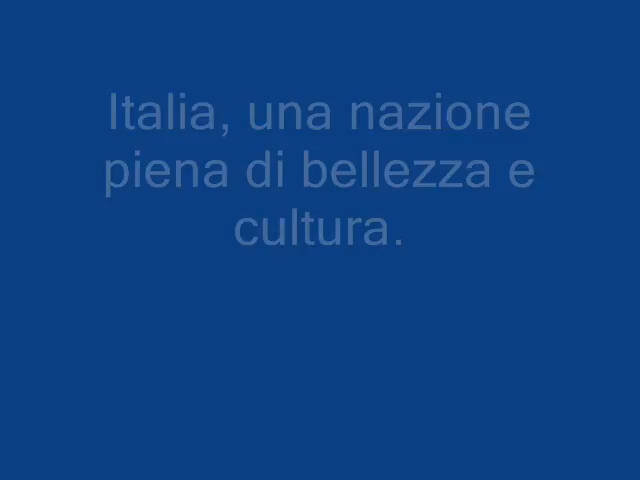 Italia, una nazione
piena di bellezza e
cultura.